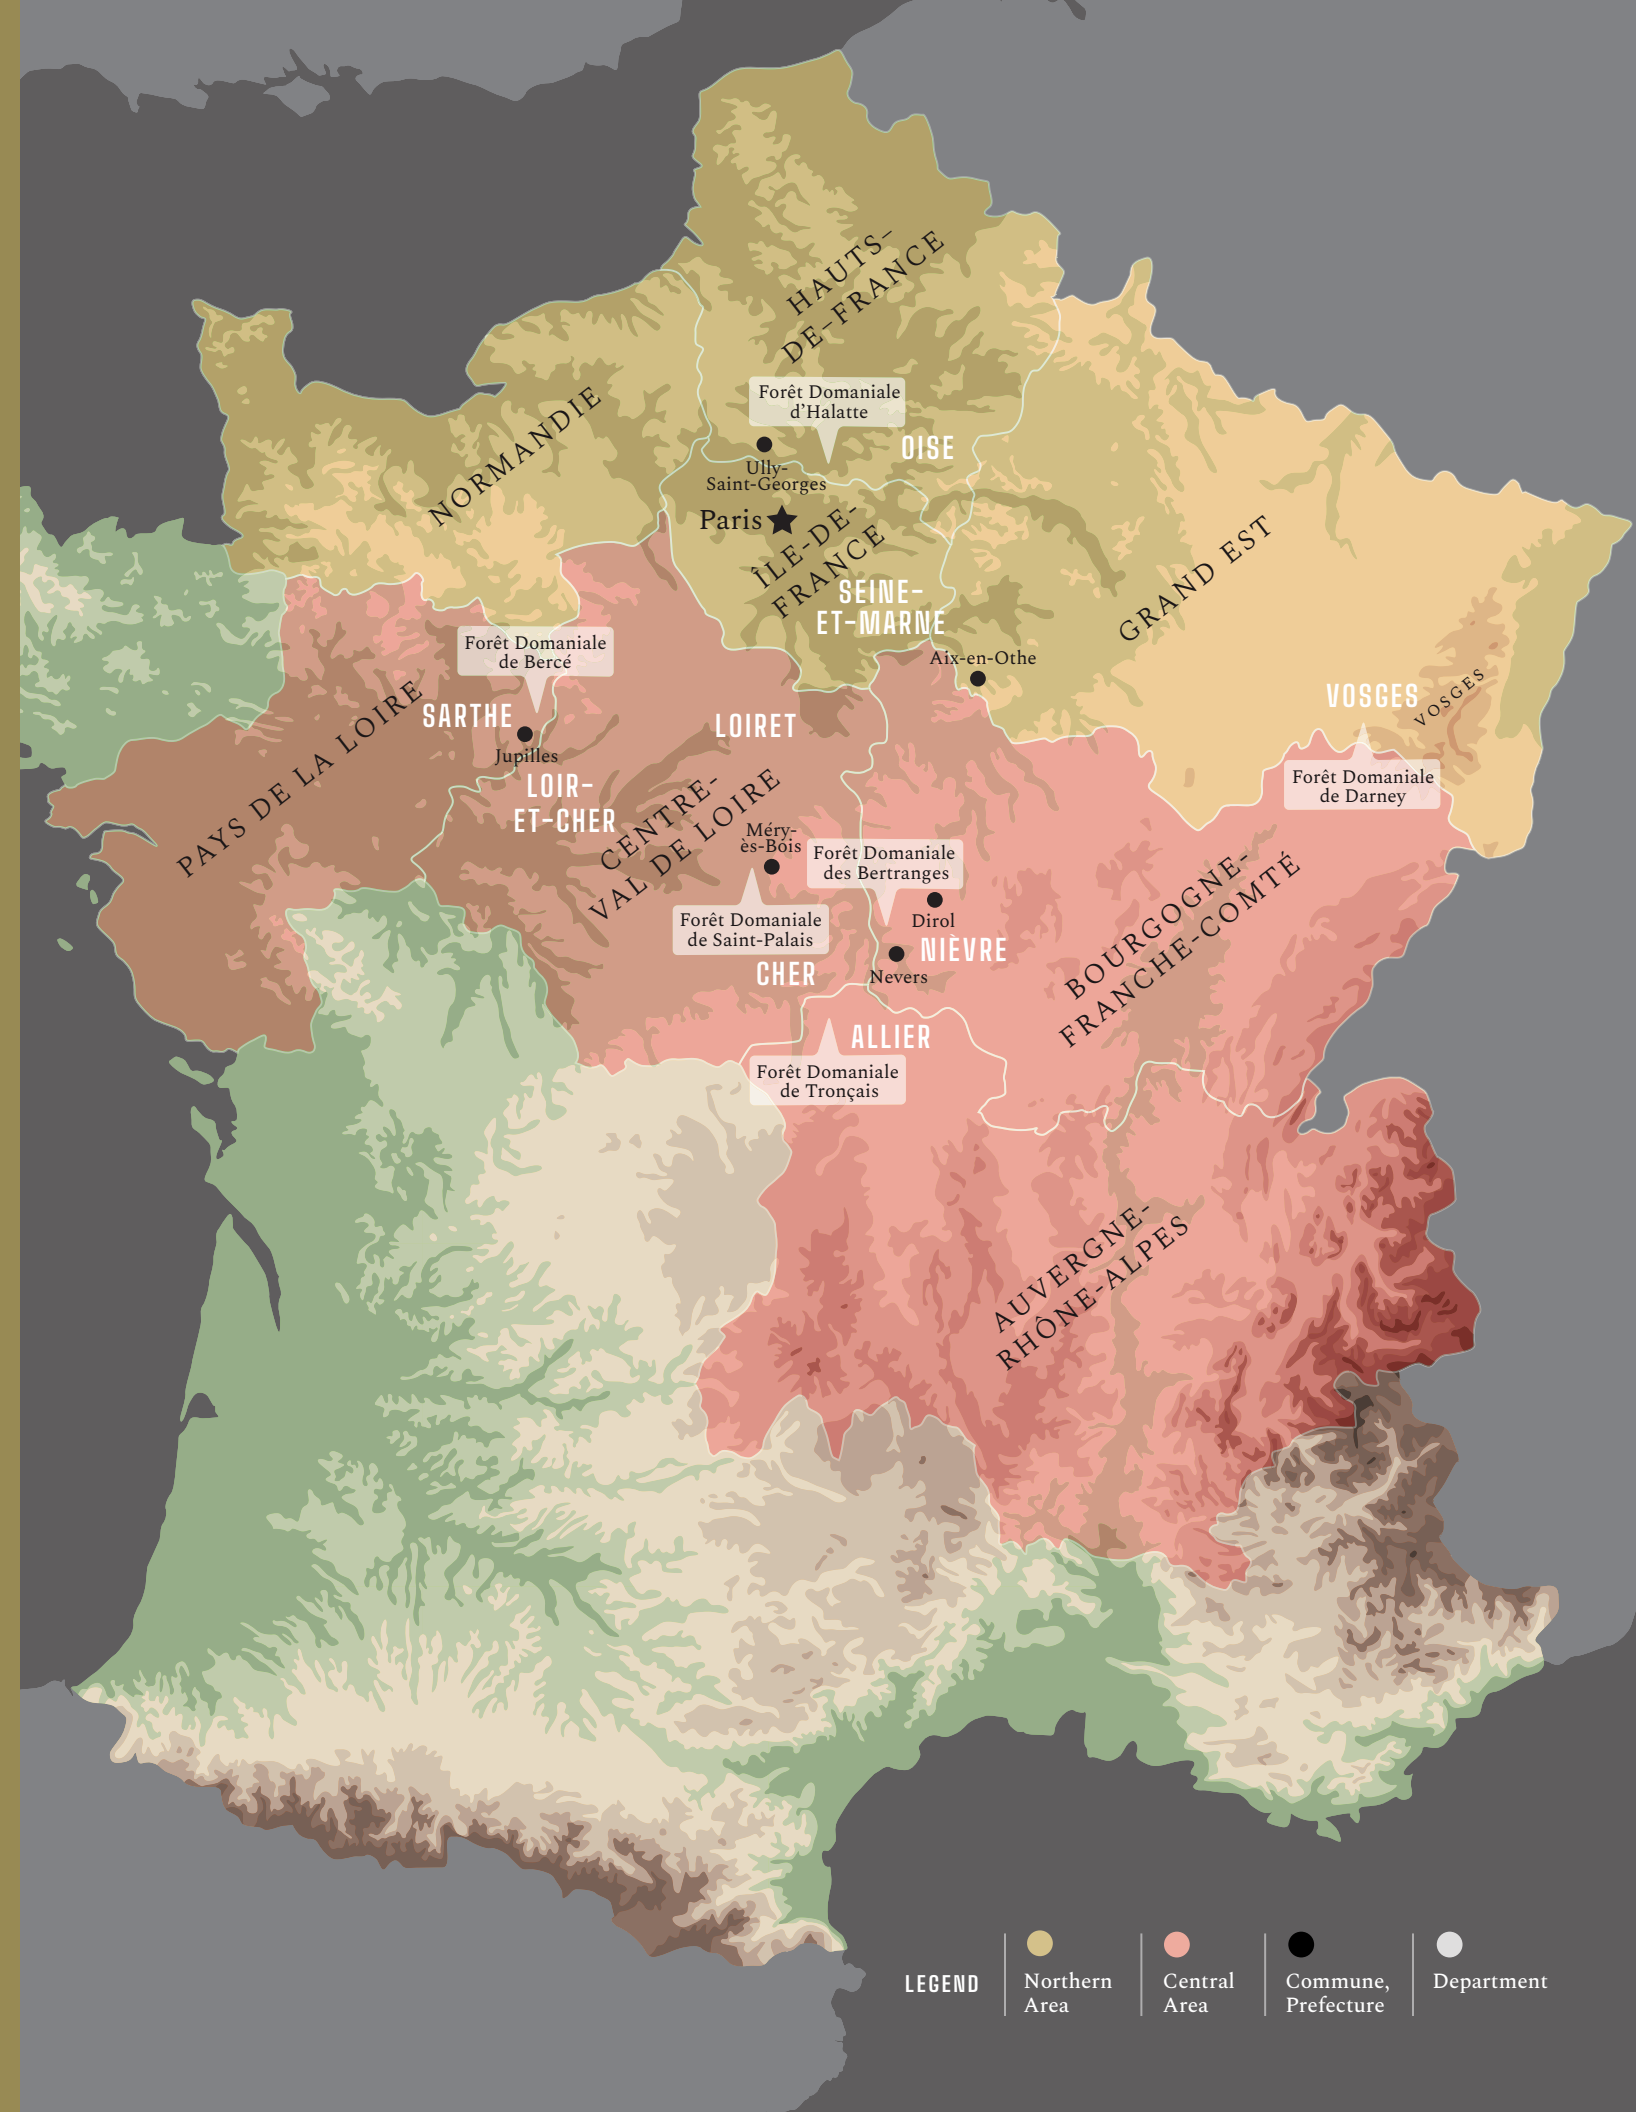 HAUTS-
DE-FRANCE
Forêt Domaniale
d’Halatte
NORMANDIE
OISE
Ully-
Saint-Georges
Paris
ÎLE-DE-
FRANCE
SEINE-
ET-MARNE
GRAND EST
Aix-en-Othe
Forêt Domaniale
de Bercé
VOSGES
VOSGES
PAYS DE LA LOIRE
SARTHE
LOIRET
Jupilles
Forêt Domaniale
de Darney
LOIR-
ET-CHER
CENTRE-
VAL DE LOIRE
Méry-
ès-Bois
Forêt Domaniale
des Bertranges
Forêt Domaniale
de Saint-Palais
Dirol
NIÈVRE
BOURGOGNE-
FRANCHE-COMTÉ
CHER
Nevers
ALLIER
Forêt Domaniale
de Tronçais
AUVERGNE-
RHÔNE-ALPES
LEGEND
Northern
Area
Central
Area
Commune,
Prefecture
Department